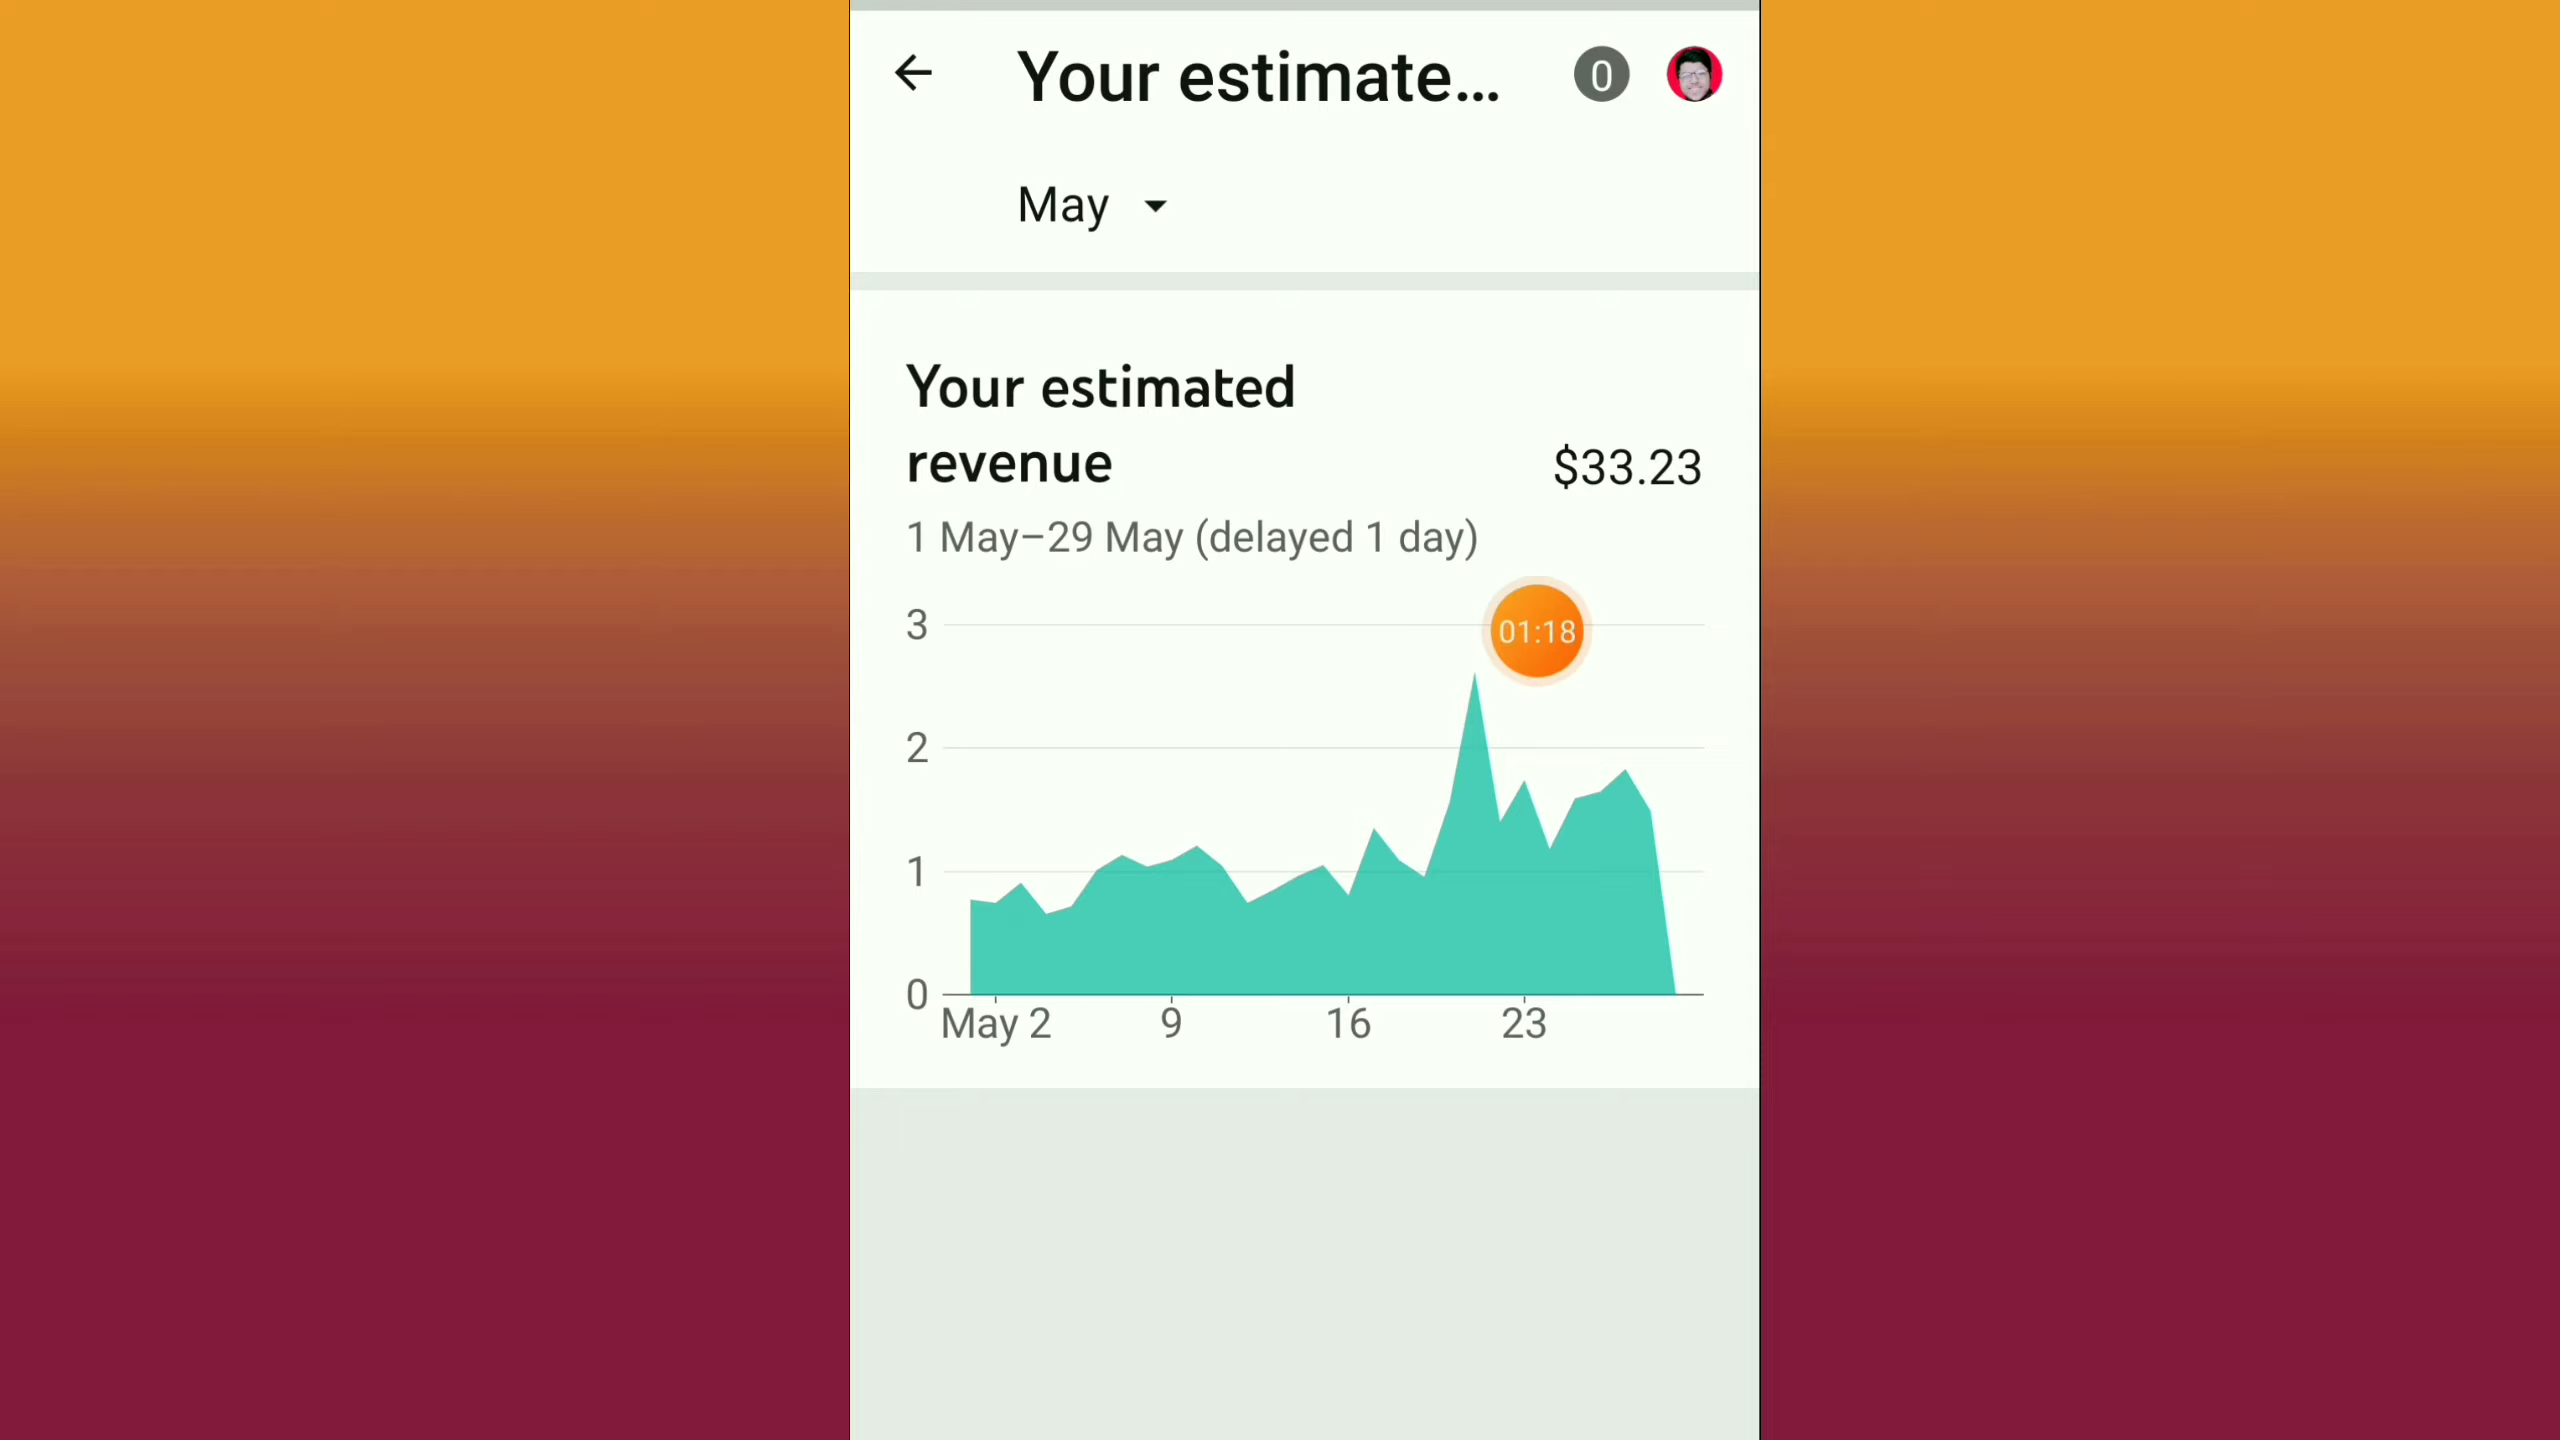 Your estimate...
0
May
Your estimated
revenue
$33.23
1 May–29 May (delayed 1 day)
01:18
3
2
1
0
May 2
9
16
23